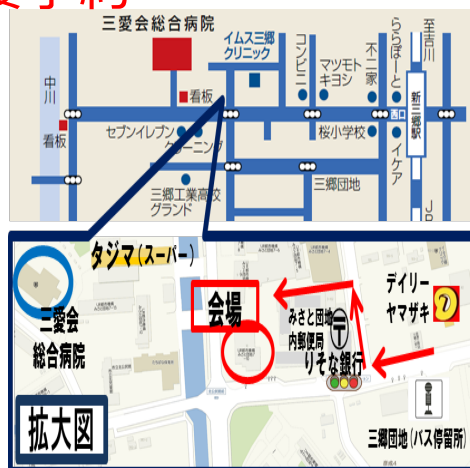 三愛会総合病院
イムス三郷
クリニック
コンビニ
マツモト
キヨシ
不二家
ららぽーと
至吉川
中川
看板
看板
セブンイレブン
クリーニング
桜小学校
西口
新三郷駅
イケア
三郷工業高校
グランド
三郷団地
タジマ(スーパー)
三愛会
総合病院
会場
みさと団地
内郵便局
りそな銀行
デイリー
ヤマザキ
拡大図
三郷団地(バス停留所)